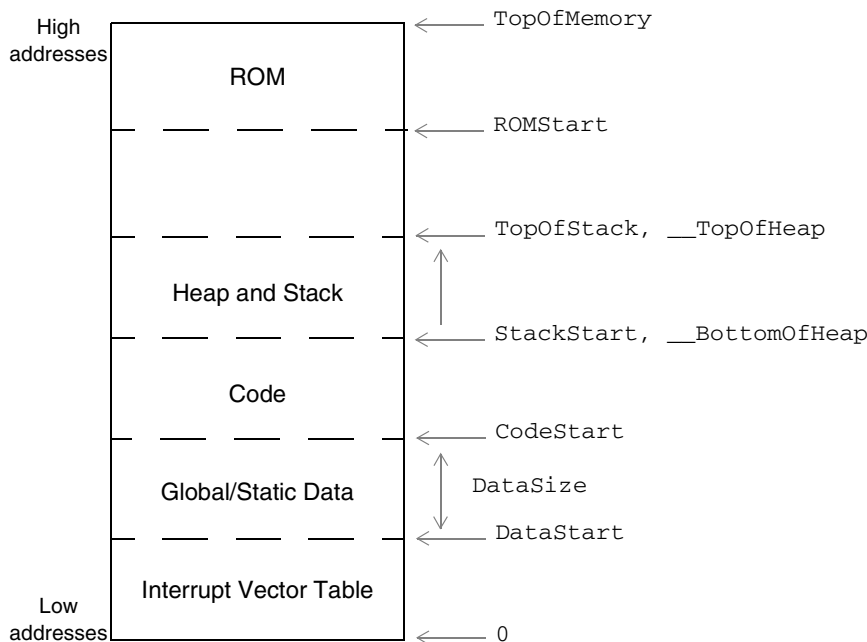 High
addresses
TopOfMemory
ROM
ROMStart
TopOfStack, __TopOfHeap
Heap and Stack
StackStart, __BottomOfHeap
Code
CodeStart
Global/Static Data
DataSize
DataStart
Interrupt Vector Table
Low
addresses
0